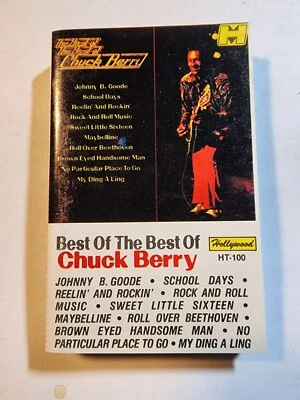 The Best of
The Best of
Chuck Berry
Johnny B. Goode
School Days
Reelin' And Rockin'
Rock And Roll Music
Sweet Little Sixteen
Maybelline
Roll Over Beethoven
Brown Eyed Handsome Man
No Particular Place To Go
My Ding A Ling
Best Of The Best Of
Chuck Berry
Hollywood
HT-100
JOHNNY B. GOODE • SCHOOL DAYS •
REELIN' AND ROCKIN' • ROCK AND ROLL
MUSIC • SWEET LITTLE SIXTEEN •
MAYBELLINE • ROLL OVER BEETHOVEN •
BROWN EYED HANDSOME MAN • NO
PARTICULAR PLACE TO GO • MY DING A LING